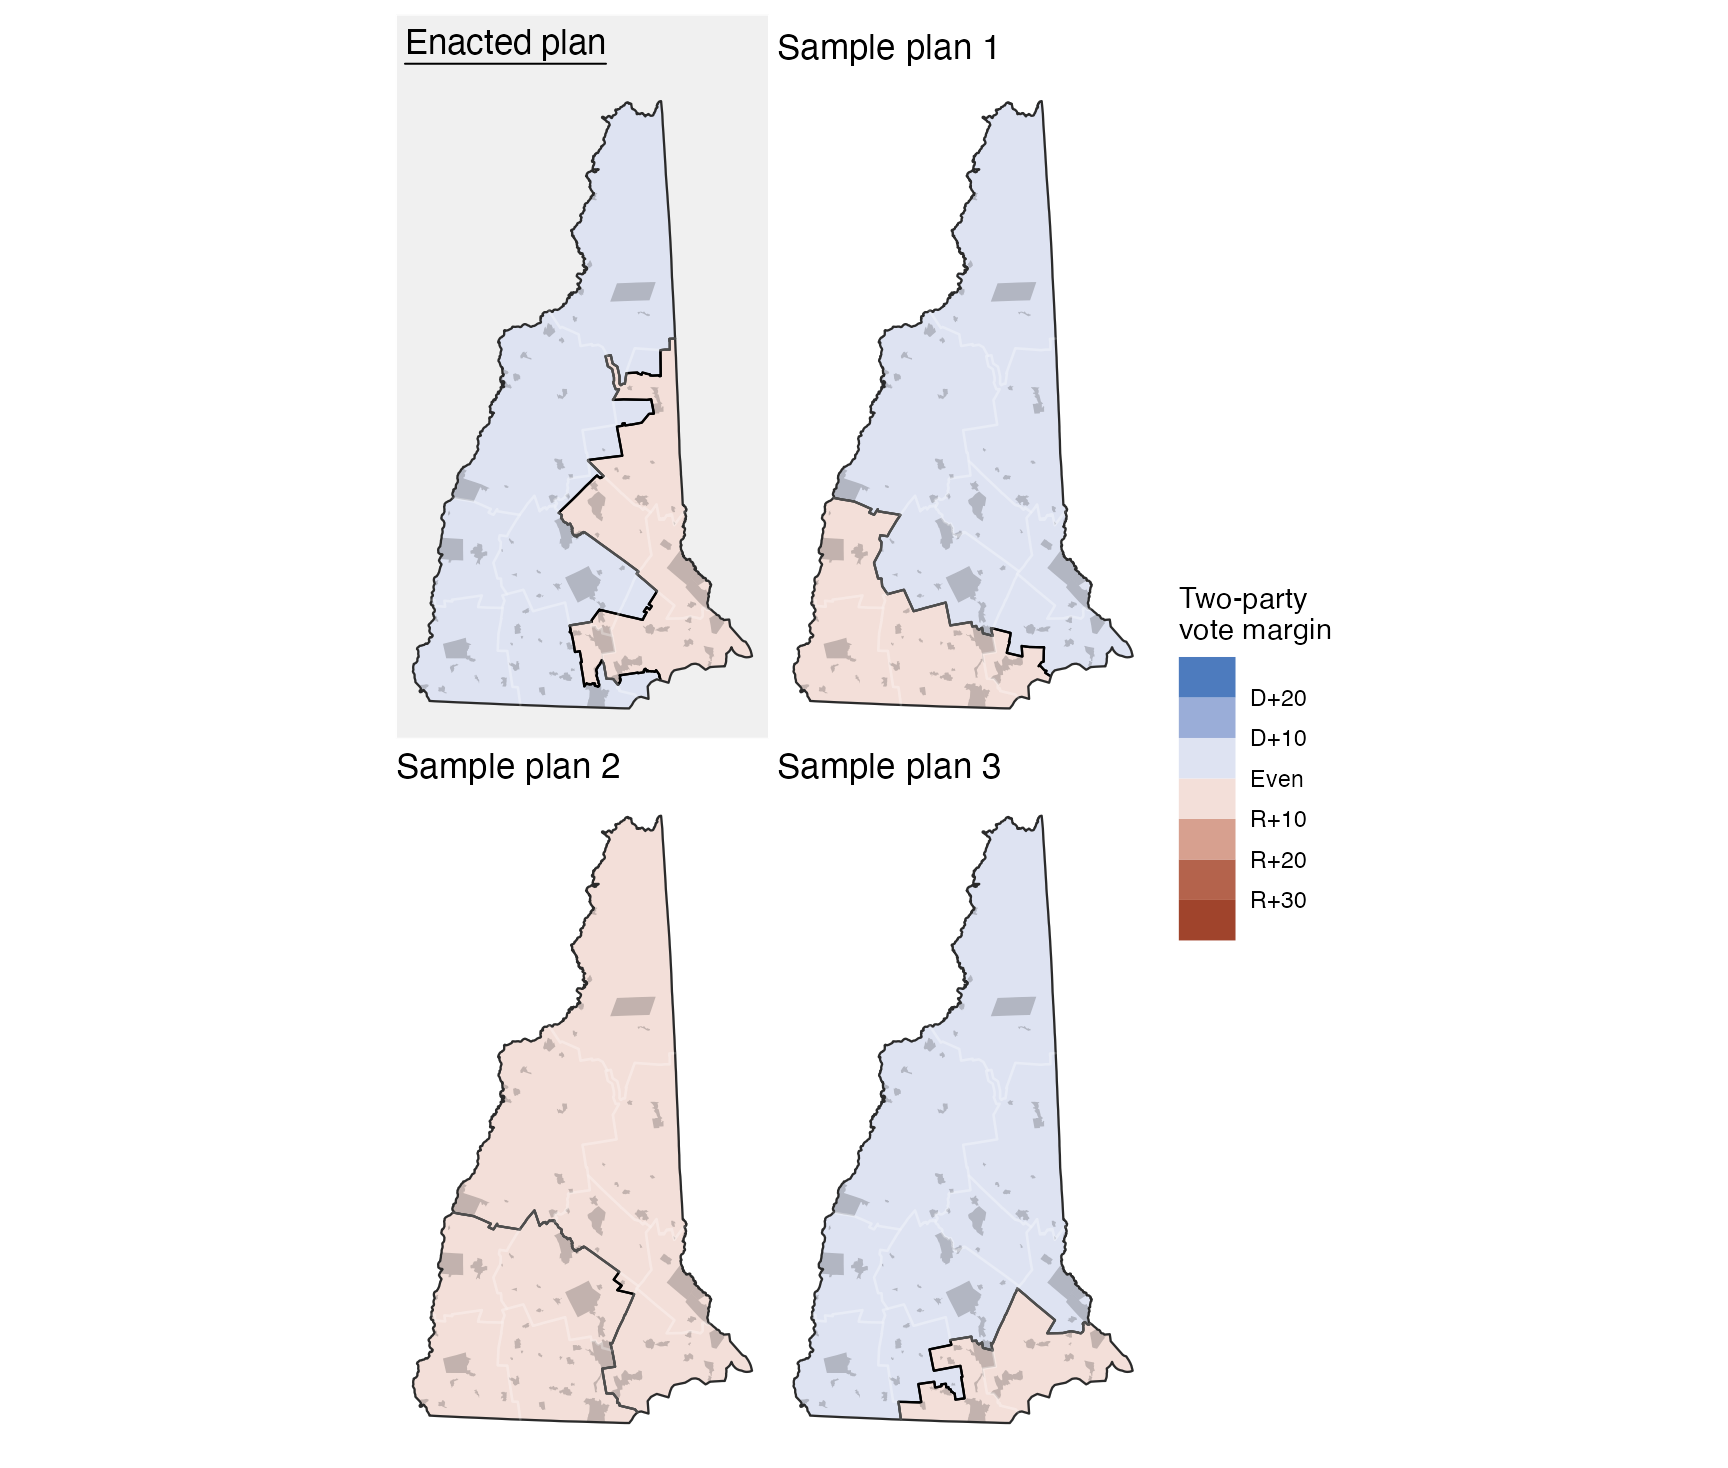 Enacted plan
Sample plan 1
Sample plan 2
Sample plan 3
Two-party
vote margin
D+20
D+10
Even
R+10
R+20
R+30